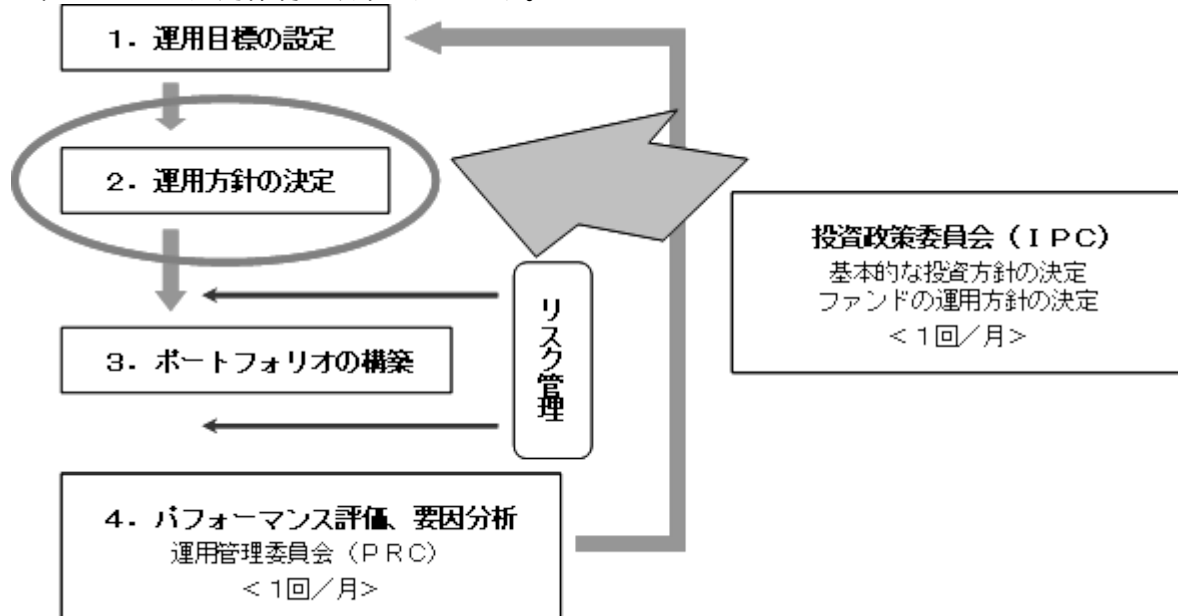 1．運用目標の設定
2．運用方針の決定
3．ポートフォリオの構築
4．パフォーマンス評価、要因分析
運用管理委員会（ＰＲＣ）
＜1回／月＞
リスク管理
投資政策委員会（ＩＰＣ）
基本的な投資方針の決定
ファンドの運用方針の決定
＜1回／月＞